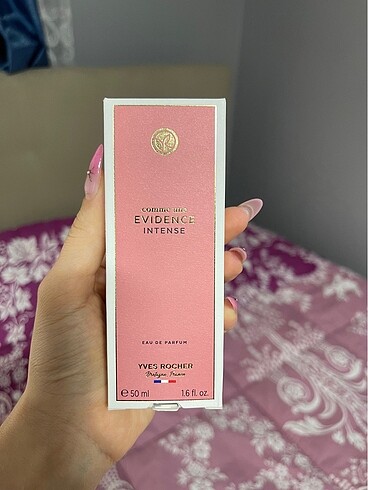 comme une
EVIDENCE
INTENSE
EAU DE PARFUM
YVES ROCHER
Bretagne, France
℮ 50 ml 1.6 fl. oz.